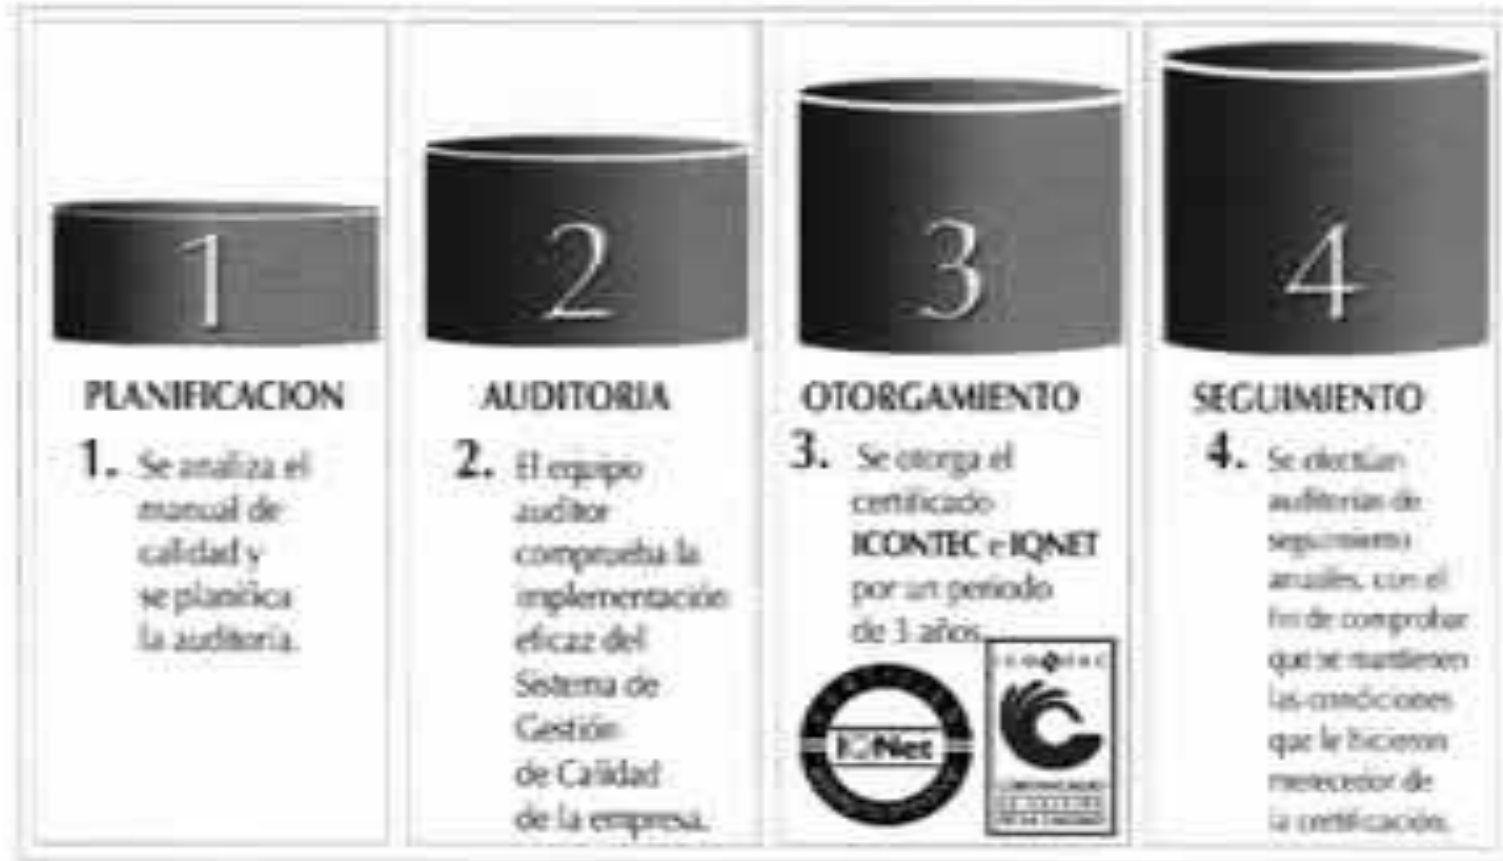 1
PLANIFICACION
1. Se analiza el
manual de
calidad y
se planifica
la auditoría.
2
AUDITORIA
2. El equipo
auditor
comprueba la
implementación
eficaz del
Sistema de
Gestión
de Calidad
de la empresa.
3
OTORGAMIENTO
3. Se otorga el
certificado
ICONTEC e IQNET
por un periodo
de 3 años.
IQNet
ICONTEC
4
SEGUIMIENTO
4. Se efectúan
auditorias de
seguimiento
anuales, con el
fin de comprobar
que se mantienen
las condiciones
que le hicieron
merecedor de
la certificación.